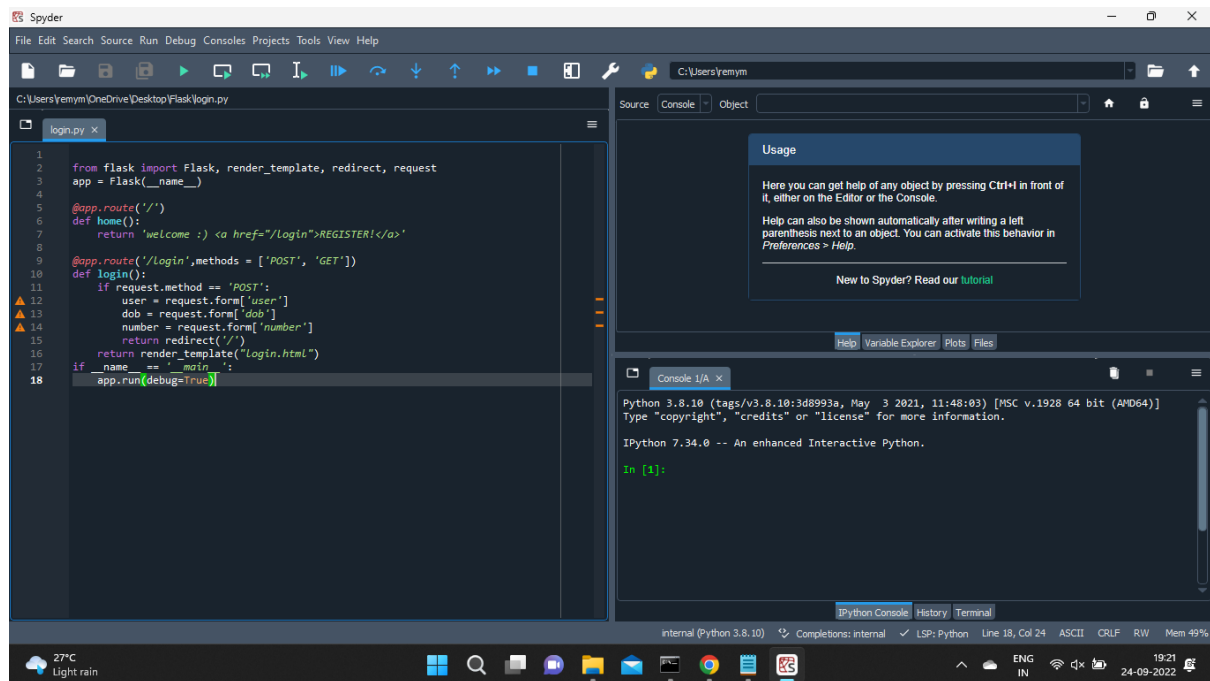 Spyder
File Edit Search Source Run Debug Consoles Projects Tools View Help
C:\Users\remym
C:\Users\remym\OneDrive\Desktop\Flask\login.py
login.py
1
2 from flask import Flask, render_template, redirect, request
3 app = Flask(__name__)
4
5 @app.route('/')
6 def home():
7 return 'welcome :) <a href="/login">REGISTER!</a>'
8
9 @app.route('/login',methods = ['POST', 'GET'])
10 def login():
11 if request.method == 'POST':
12 user = request.form['user']
13 dob = request.form['dob']
14 number = request.form['number']
15 return redirect('/')
16 return render_template("login.html")
17 if __name__ == '__main__':
18 app.run(debug=True)
Source Console Object
Usage
Here you can get help of any object by pressing Ctrl+I in front of
it, either on the Editor or the Console.
Help can also be shown automatically after writing a left
parenthesis next to an object. You can activate this behavior in
Preferences > Help.
New to Spyder? Read our tutorial
Help Variable Explorer Plots Files
Console 1/A
Python 3.8.10 (tags/v3.8.10:3d8993a, May 3 2021, 11:48:03) [MSC v.1928 64 bit (AMD64)]
Type "copyright", "credits" or "license" for more information.
IPython 7.34.0 -- An enhanced Interactive Python.
In [1]:
IPython Console History Terminal
internal (Python 3.8.10) Completions: internal LSP: Python Line 18, Col 24 ASCII CRLF RW Mem 49%
27°C
Light rain
ENG
IN
19:21
24-09-2022